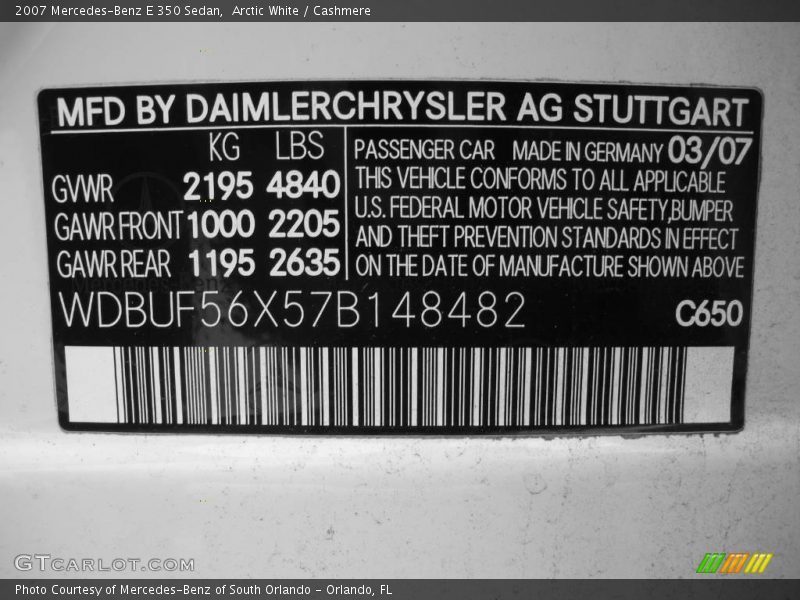 2007 Mercedes-Benz E 350 Sedan,  Arctic White / Cashmere
MFD BY DAIMLERCHRYSLER AG STUTTGART
KG LBS
GVWR 2195 4840
GAWR FRONT 1000 2205
GAWR REAR 1195 2635
PASSENGER CAR MADE IN GERMANY 03/07
THIS VEHICLE CONFORMS TO ALL APPLICABLE
U.S. FEDERAL MOTOR VEHICLE SAFETY,BUMPER
AND THEFT PREVENTION STANDARDS IN EFFECT
ON THE DATE OF MANUFACTURE SHOWN ABOVE
WDBUF56X57B148482
C650
GTCARLOT.COM
Photo Courtesy of Mercedes-Benz of South Orlando - Orlando, FL